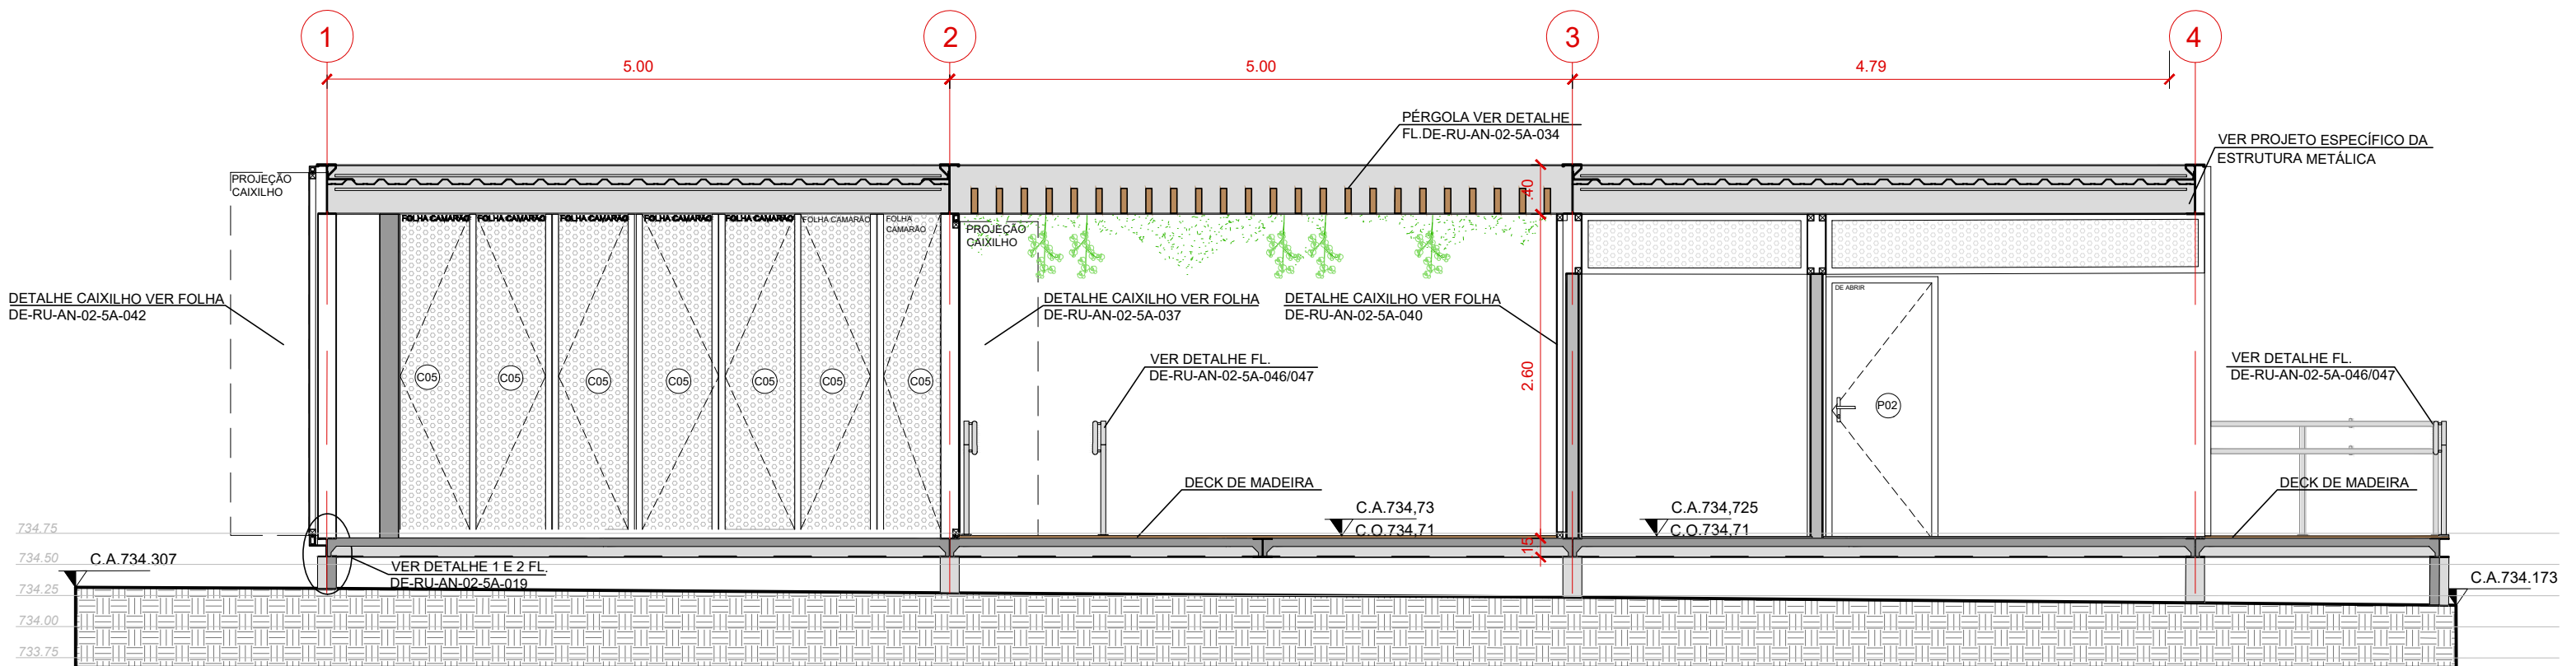 1
2
3
4
5.00
5.00
4.79
PÉRGOLA VER DETALHE
FL.DE-RU-AN-02-5A-034
VER PROJETO ESPECÍFICO DA
ESTRUTURA METÁLICA
PROJEÇÃO
CAIXILHO
.40
FOLHA CAMARÃO
FOLHA CAMARÃO
FOLHA CAMARÃO
FOLHA CAMARÃO
FOLHA CAMARÃO
FOLHA CAMARÃO
FOLHA
CAMARÃO
PROJEÇÃO
CAIXILHO
DETALHE CAIXILHO VER FOLHA
DE-RU-AN-02-5A-042
DETALHE CAIXILHO VER FOLHA
DE-RU-AN-02-5A-037
DETALHE CAIXILHO VER FOLHA
DE-RU-AN-02-5A-040
DE ABRIR
VER DETALHE FL.
DE-RU-AN-02-5A-046/047
2.60
VER DETALHE FL.
DE-RU-AN-02-5A-046/047
C05
C05
C05
C05
C05
C05
C05
P02
DECK DE MADEIRA
DECK DE MADEIRA
C.A.734,73
C.O.734,71
C.A.734,725
C.O.734,71
15
734.75
734.50
734.25
734.00
733.75
C.A.734.307
VER DETALHE 1 E 2 FL.
DE-RU-AN-02-5A-019
C.A.734.173